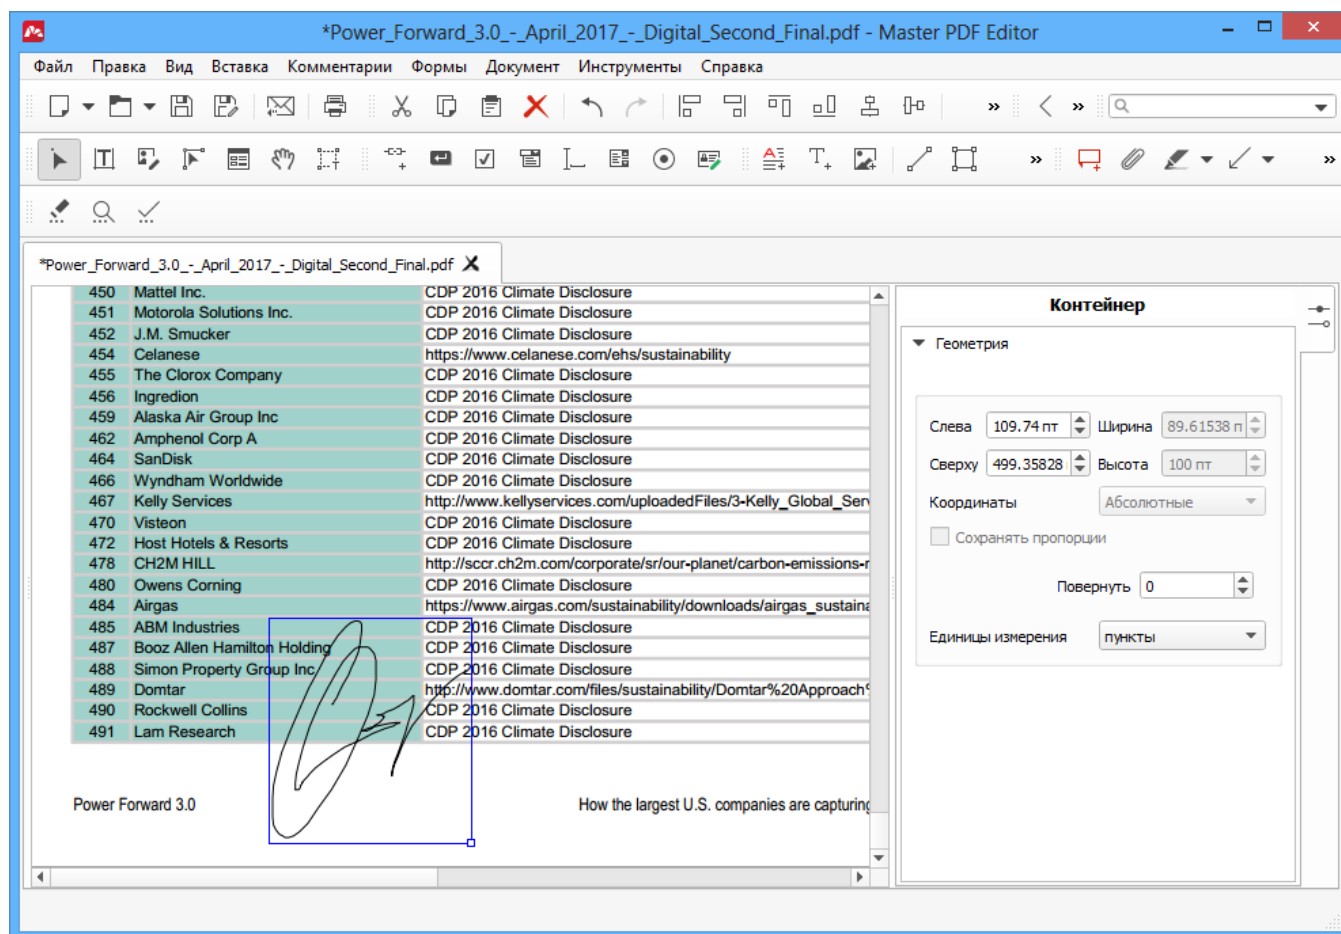 *Power_Forward_3.0_-_April_2017_-_Digital_Second_Final.pdf - Master PDF Editor
Файл Правка Вид Вставка Комментарии Формы Документ Инструменты Справка
*Power_Forward_3.0_-_April_2017_-_Digital_Second_Final.pdf
450 Mattel Inc. CDP 2016 Climate Disclosure
451 Motorola Solutions Inc. CDP 2016 Climate Disclosure
452 J.M. Smucker CDP 2016 Climate Disclosure
454 Celanese https://www.celanese.com/ehs/sustainability
455 The Clorox Company CDP 2016 Climate Disclosure
456 Ingredion CDP 2016 Climate Disclosure
459 Alaska Air Group Inc CDP 2016 Climate Disclosure
462 Amphenol Corp A CDP 2016 Climate Disclosure
464 SanDisk CDP 2016 Climate Disclosure
466 Wyndham Worldwide CDP 2016 Climate Disclosure
467 Kelly Services http://www.kellyservices.com/uploadedFiles/3-Kelly_Global_Serv
470 Visteon CDP 2016 Climate Disclosure
472 Host Hotels & Resorts CDP 2016 Climate Disclosure
478 CH2M HILL http://sccr.ch2m.com/corporate/sr/our-planet/carbon-emissions-r
480 Owens Corning CDP 2016 Climate Disclosure
484 Airgas https://www.airgas.com/sustainability/downloads/airgas_sustaina
485 ABM Industries CDP 2016 Climate Disclosure
487 Booz Allen Hamilton Holding CDP 2016 Climate Disclosure
488 Simon Property Group Inc CDP 2016 Climate Disclosure
489 Domtar http://www.domtar.com/files/sustainability/Domtar%20Approach%
490 Rockwell Collins CDP 2016 Climate Disclosure
491 Lam Research CDP 2016 Climate Disclosure
Power Forward 3.0 How the largest U.S. companies are capturing
Контейнер
Геометрия
Слева 109.74 пт Ширина 89.61538 п
Сверху 499.35828 Высота 100 пт
Координаты Абсолютные
Сохранять пропорции
Повернуть 0
Единицы измерения пункты